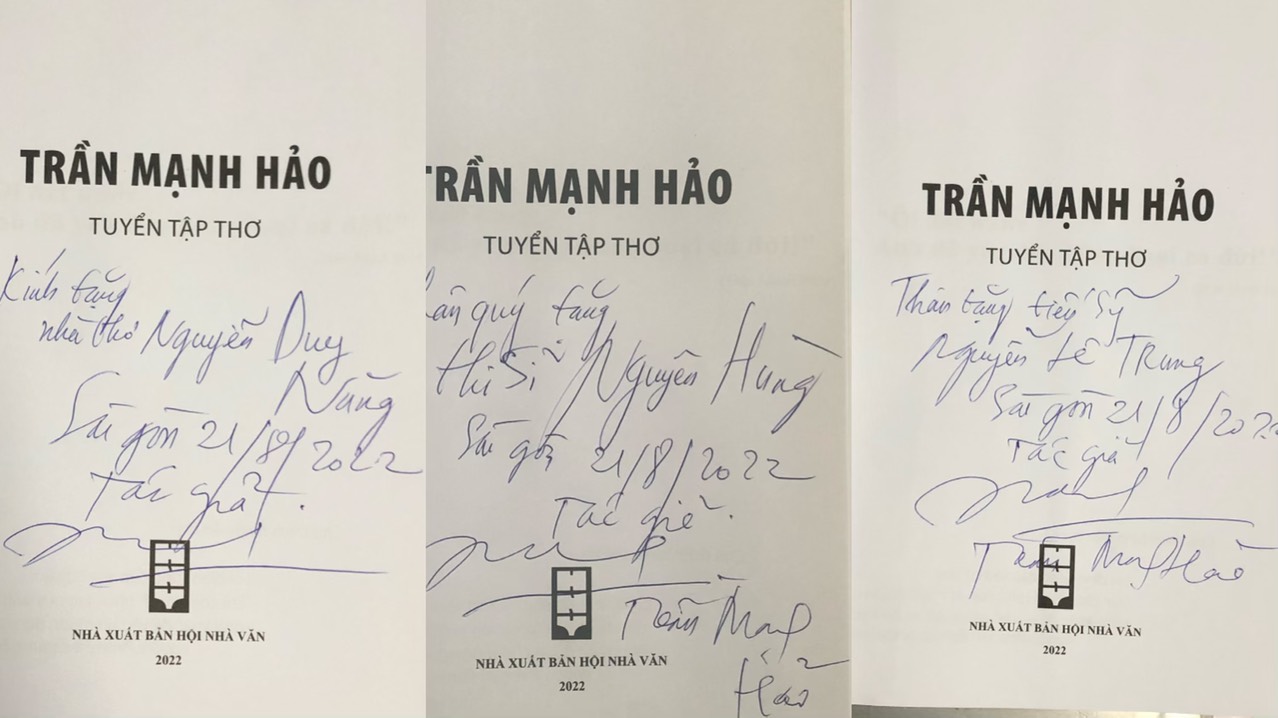 TRẦN MẠNH HẢO
TUYỂN TẬP THƠ
Kính tặng
nhà thơ Nguyễn Duy
Năng
Sài gòn 21/8/2022
Tác giả.
NHÀ XUẤT BẢN HỘI NHÀ VĂN
2022
TRẦN MẠNH HẢO
TUYỂN TẬP THƠ
quý tặng
thi sĩ Nguyên Hùng
Sài gòn 21/8/2022
Tác giả.
Trần Mạnh
Hảo
NHÀ XUẤT BẢN HỘI NHÀ VĂN
2022
TRẦN MẠNH HẢO
TUYỂN TẬP THƠ
Thân tặng tiến sỹ
Nguyễn Lê Trung
Sài gòn 21/8/2022
Tác giả
Trần Mạnh Hảo
NHÀ XUẤT BẢN HỘI NHÀ VĂN
2022